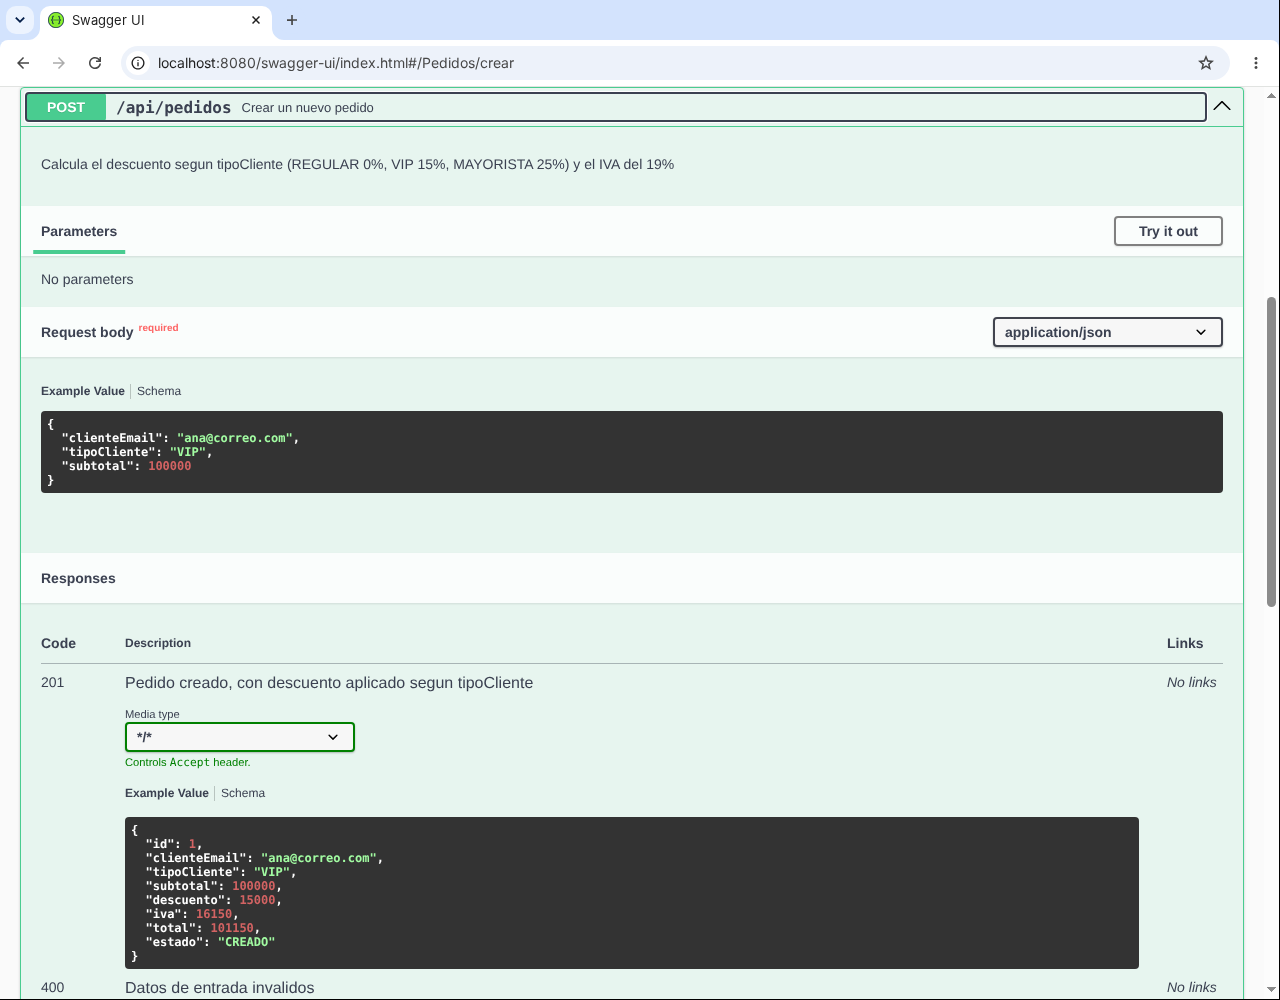 Swagger UI
localhost:8080/swagger-ui/index.html#/Pedidos/crear
POST /api/pedidos Crear un nuevo pedido
Calcula el descuento segun tipoCliente (REGULAR 0%, VIP 15%, MAYORISTA 25%) y el IVA del 19%
Parameters Try it out
No parameters
Request body required application/json
Example Value Schema
{
"clienteEmail": "ana@correo.com",
"tipoCliente": "VIP",
"subtotal": 100000
}
Responses
Code Description Links
201 Pedido creado, con descuento aplicado segun tipoCliente No links
Media type
*/*
Controls Accept header.
Example Value Schema
{
"id": 1,
"clienteEmail": "ana@correo.com",
"tipoCliente": "VIP",
"subtotal": 100000,
"descuento": 15000,
"iva": 16150,
"total": 101150,
"estado": "CREADO"
}
400 Datos de entrada invalidos No links